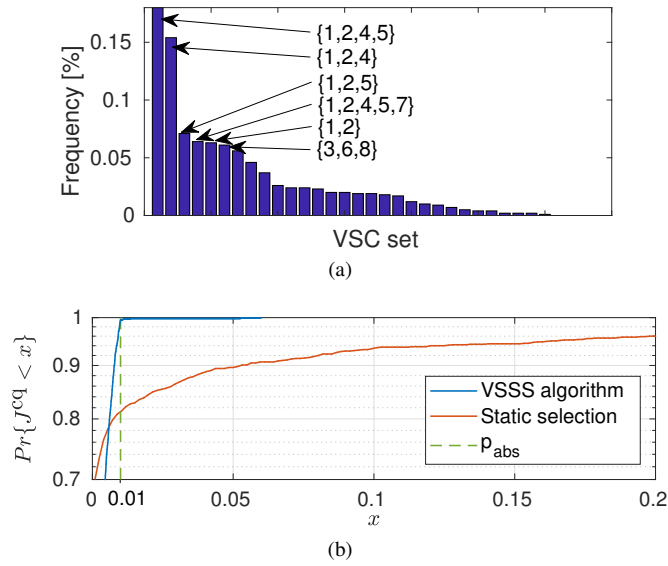 0.15
0.1
0.05
0
Frequency [%]
{1,2,4,5}
{1,2,4}
{1,2,5}
{1,2,4,5,7}
{1,2}
{3,6,8}
VSC set
(a)
1
0.9
0.8
0.7
Pr{J^cq < x}
VSSS algorithm
Static selection
p_abs
0 0.01 0.05 0.1 0.15 0.2
x
(b)